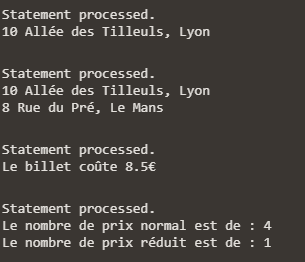 Statement processed.
10 Allée des Tilleuls, Lyon
Statement processed.
10 Allée des Tilleuls, Lyon
8 Rue du Pré, Le Mans
Statement processed.
Le billet coûte 8.5€
Statement processed.
Le nombre de prix normal est de : 4
Le nombre de prix réduit est de : 1